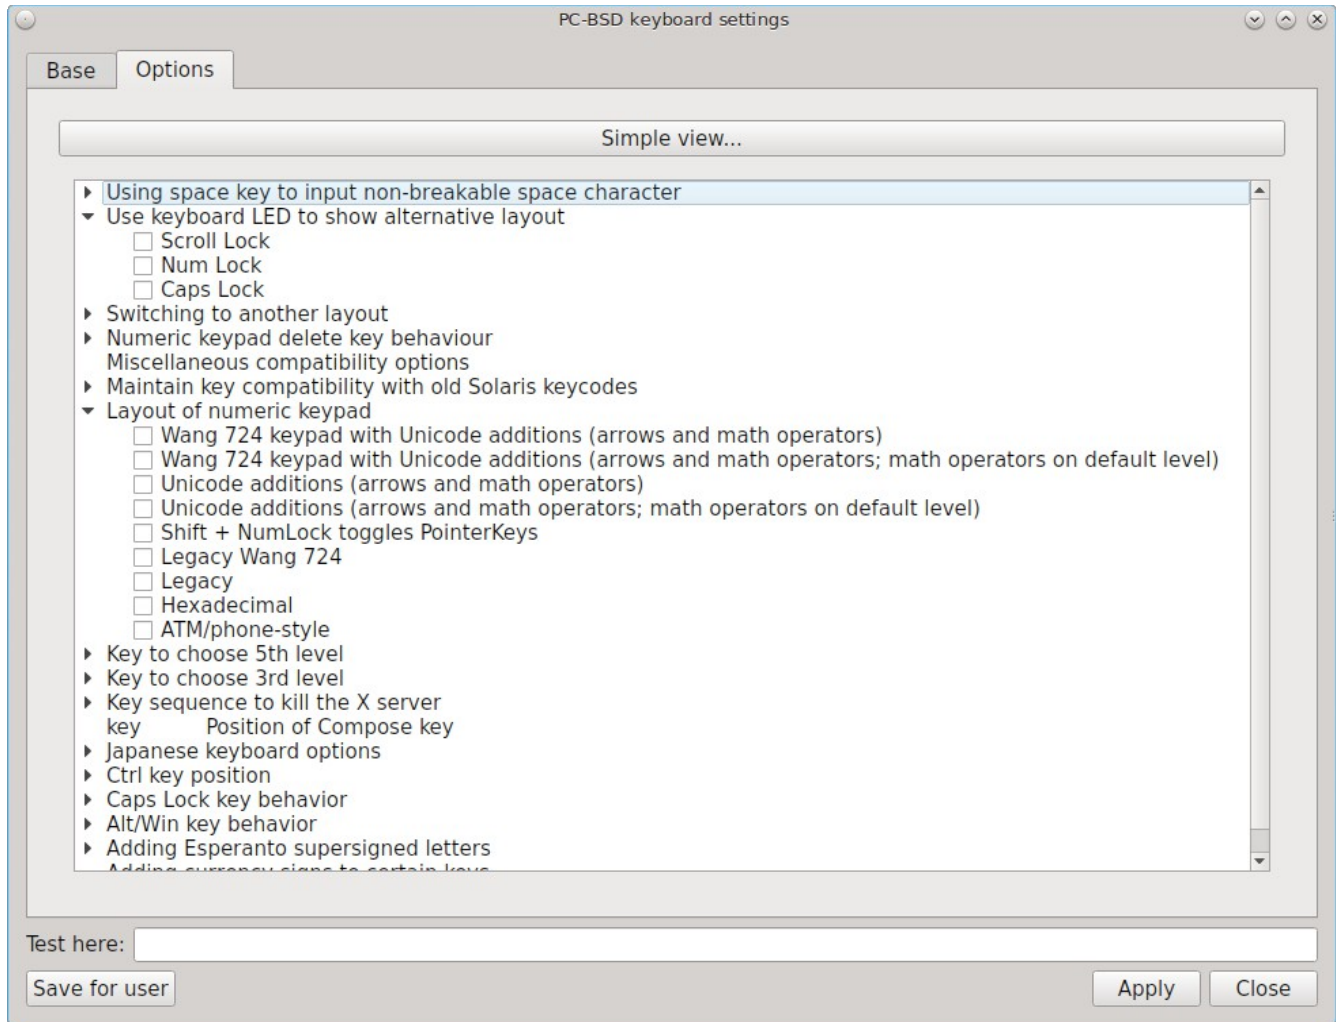 PC-BSD keyboard settings
Base Options
Simple view...
Using space key to input non-breakable space character
Use keyboard LED to show alternative layout
Scroll Lock
Num Lock
Caps Lock
Switching to another layout
Numeric keypad delete key behaviour
Miscellaneous compatibility options
Maintain key compatibility with old Solaris keycodes
Layout of numeric keypad
Wang 724 keypad with Unicode additions (arrows and math operators)
Wang 724 keypad with Unicode additions (arrows and math operators; math operators on default level)
Unicode additions (arrows and math operators)
Unicode additions (arrows and math operators; math operators on default level)
Shift + NumLock toggles PointerKeys
Legacy Wang 724
Legacy
Hexadecimal
ATM/phone-style
Key to choose 5th level
Key to choose 3rd level
Key sequence to kill the X server
key Position of Compose key
Japanese keyboard options
Ctrl key position
Caps Lock key behavior
Alt/Win key behavior
Adding Esperanto supersigned letters
Adding currency signs to certain keys
Test here:
Save for user Apply Close